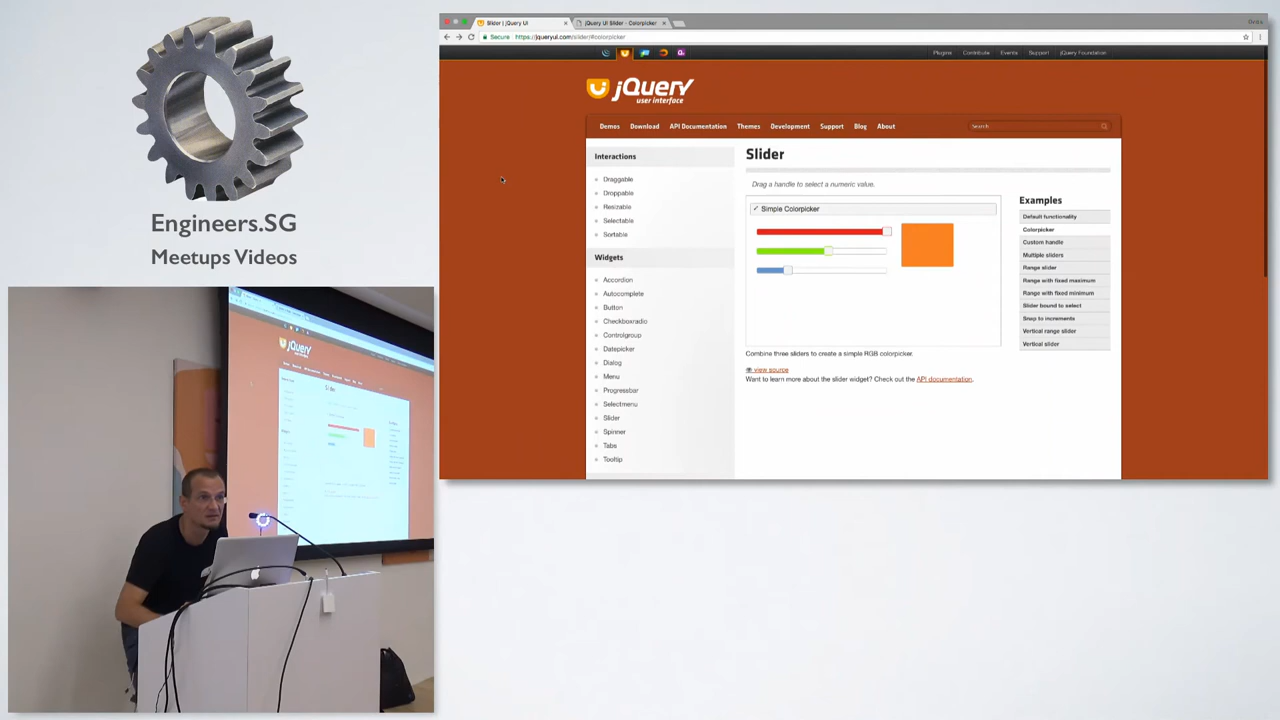 Engineers.SG
Meetups Videos
Slider | jQuery UI
jQuery UI Slider - Colorpicker
Secure
https://jqueryui.com/slider/#colorpicker
Plugins
Contribute
Events
Support
jQuery Foundation
jQuery
user interface
Demos
Download
API Documentation
Themes
Development
Support
Blog
About
Search
Interactions
Draggable
Droppable
Resizable
Selectable
Sortable
Widgets
Accordion
Autocomplete
Button
Checkboxradio
Controlgroup
Datepicker
Dialog
Menu
Progressbar
Selectmenu
Slider
Spinner
Tabs
Tooltip
Slider
Drag a handle to select a numeric value.
Simple Colorpicker
Combine three sliders to create a simple RGB colorpicker.
view source
Want to learn more about the slider widget? Check out the API documentation.
Examples
Default functionality
Colorpicker
Custom handle
Multiple sliders
Range slider
Range with fixed maximum
Range with fixed minimum
Slider bound to select
Snap to increments
Vertical range slider
Vertical slider
jQuery